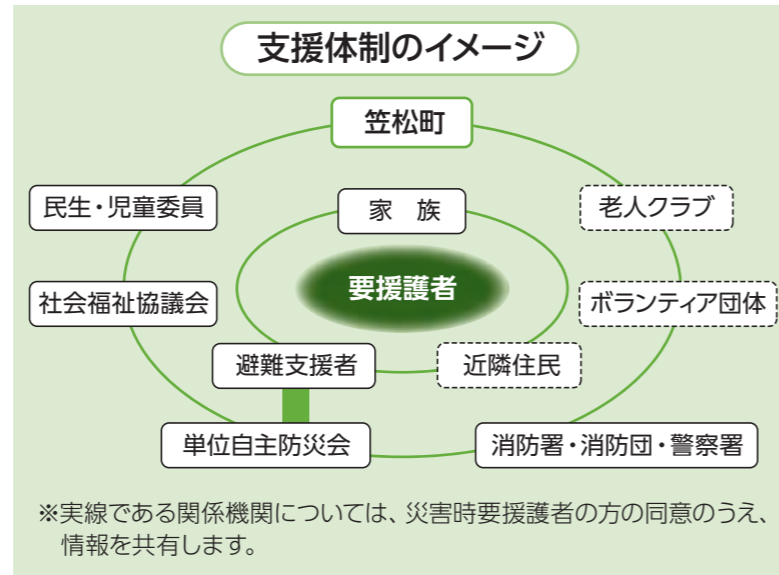 支援体制のイメージ
笠松町
民生・児童委員
家　族
老人クラブ
社会福祉協議会
要援護者
ボランティア団体
避難支援者
近隣住民
単位自主防災会
消防署・消防団・警察署
※実線である関係機関については、災害時要援護者の方の同意のうえ、
情報を共有します。